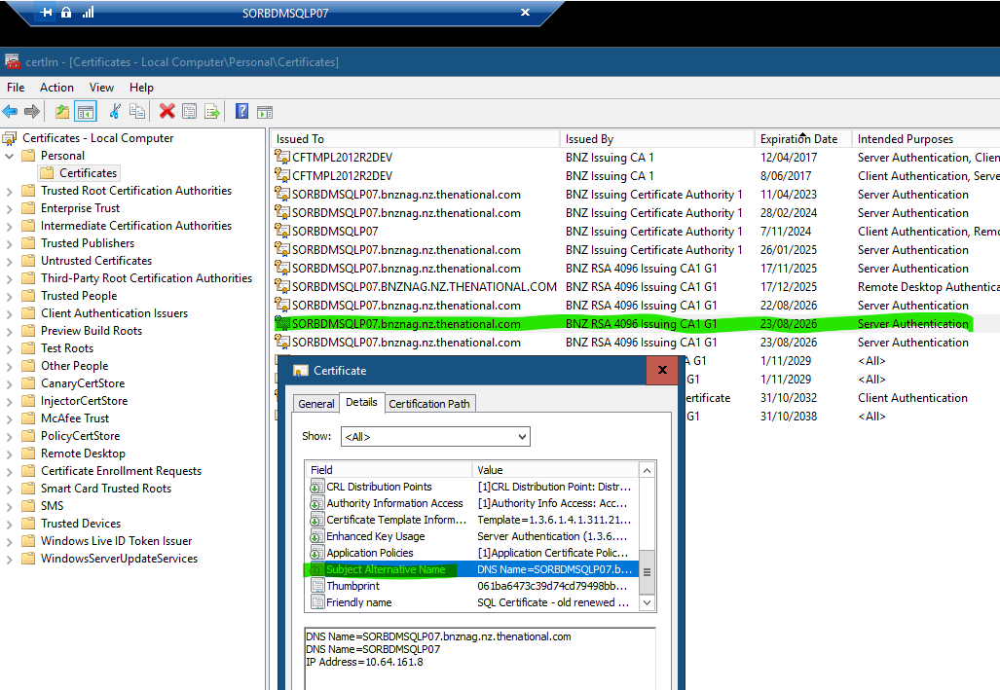 SORBDMSQLP07
certlm - [Certificates - Local Computer\Personal\Certificates]
File Action View Help
Certificates - Local Computer
Personal
Certificates
Trusted Root Certification Authorities
Enterprise Trust
Intermediate Certification Authorities
Trusted Publishers
Untrusted Certificates
Third-Party Root Certification Authorities
Trusted People
Client Authentication Issuers
Preview Build Roots
Test Roots
Other People
CanaryCertStore
InjectorCertStore
McAfee Trust
PolicyCertStore
Remote Desktop
Certificate Enrollment Requests
Smart Card Trusted Roots
SMS
Trusted Devices
Windows Live ID Token Issuer
WindowsServerUpdateServices
Issued To Issued By Expiration Date Intended Purposes
CFTMPL2012R2DEV BNZ Issuing CA 1 12/04/2017 Server Authentication, Clien
CFTMPL2012R2DEV BNZ Issuing CA 1 8/06/2017 Client Authentication, Serve
SORBDMSQLP07.bnznag.nz.thenational.com BNZ Issuing Certificate Authority 1 11/04/2023 Server Authentication
SORBDMSQLP07.bnznag.nz.thenational.com BNZ Issuing Certificate Authority 1 28/02/2024 Server Authentication
SORBDMSQLP07 BNZ Issuing Certificate Authority 1 7/11/2024 Client Authentication, Remo
SORBDMSQLP07.bnznag.nz.thenational.com BNZ Issuing Certificate Authority 1 26/01/2025 Server Authentication
SORBDMSQLP07.bnznag.nz.thenational.com BNZ RSA 4096 Issuing CA1 G1 17/11/2025 Server Authentication
SORBDMSQLP07.BNZNAG.NZ.THENATIONAL.COM BNZ RSA 4096 Issuing CA1 G1 17/12/2025 Remote Desktop Authentica
SORBDMSQLP07.bnznag.nz.thenational.com BNZ RSA 4096 Issuing CA1 G1 22/08/2026 Server Authentication
SORBDMSQLP07.bnznag.nz.thenational.com BNZ RSA 4096 Issuing CA1 G1 23/08/2026 Server Authentication
SORBDMSQLP07.bnznag.nz.thenational.com BNZ RSA 4096 Issuing CA1 G1 23/08/2026 Server Authentication
A G1 1/11/2029 <All>
G1 1/11/2029 <All>
ertificate 31/10/2032 Client Authentication
G1 31/10/2038 <All>
Certificate
General Details Certification Path
Show: <All>
Field Value
CRL Distribution Points [1]CRL Distribution Point: Distr...
Authority Information Access [1]Authority Info Access: Acc...
Certificate Template Inform... Template=1.3.6.1.4.1.311.21...
Enhanced Key Usage Server Authentication (1.3.6....
Application Policies [1]Application Certificate Polic...
Subject Alternative Name DNS Name=SORBDMSQLP07.b...
Thumbprint 061ba6473c39d74cd79498bb...
Friendly name SQL Certificate - old renewed ...
DNS Name=SORBDMSQLP07.bnznag.nz.thenational.com
DNS Name=SORBDMSQLP07
IP Address=10.64.161.8